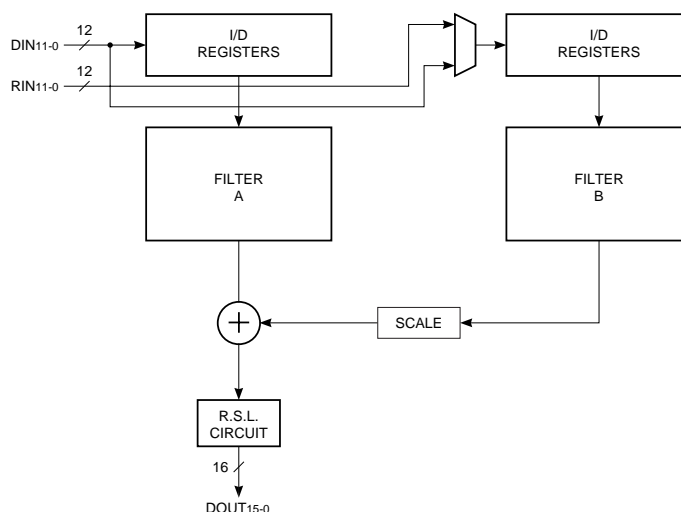 12
DIN11-0
12
RIN11-0
I/D
REGISTERS
I/D
REGISTERS
FILTER
A
FILTER
B
+
SCALE
R.S.L.
CIRCUIT
16
DOUT15-0